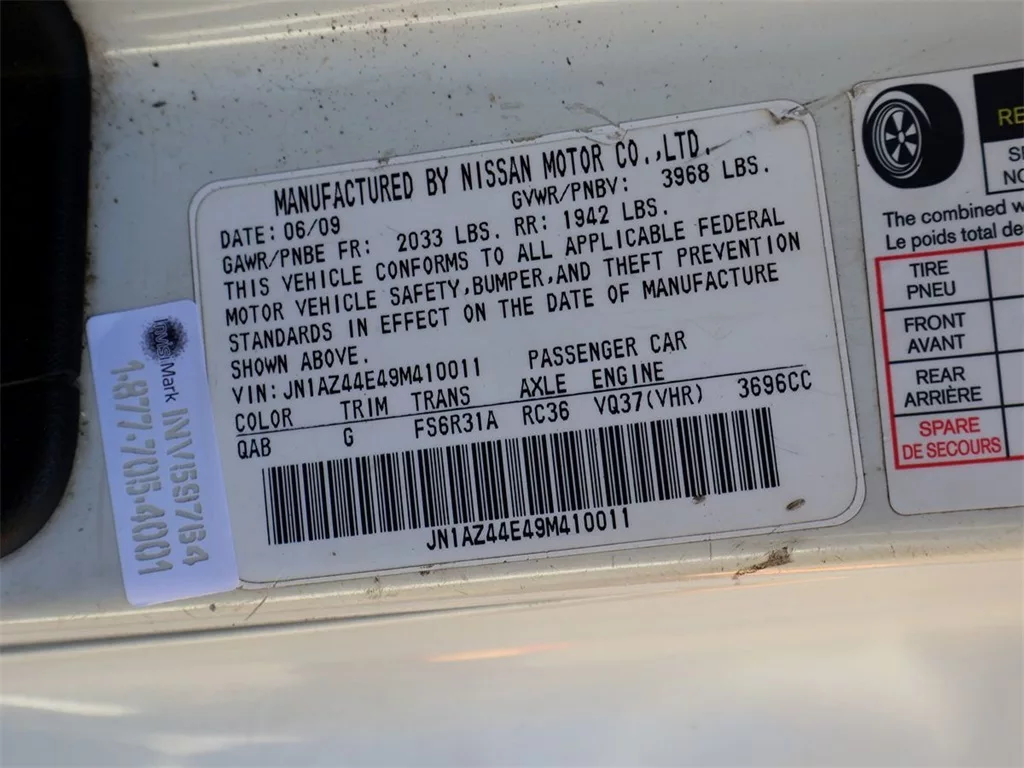 MANUFACTURED BY NISSAN MOTOR CO.,LTD.
DATE: 06/09 GVWR/PNBV: 3968 LBS.
GAWR/PNBE FR: 2033 LBS. RR: 1942 LBS.
THIS VEHICLE CONFORMS TO ALL APPLICABLE FEDERAL
MOTOR VEHICLE SAFETY,BUMPER,AND THEFT PREVENTION
STANDARDS IN EFFECT ON THE DATE OF MANUFACTURE
SHOWN ABOVE.
VIN: JN1AZ44E49M410011 PASSENGER CAR
COLOR TRIM TRANS AXLE ENGINE
QAB G FS6R31A RC36 VQ37(VHR) 3696CC
JN1AZ44E49M410011
Mark
1-877-705-4001
The combined
Le poids total
TIRE
PNEU
FRONT
AVANT
REAR
ARRIÈRE
SPARE
DE SECOURS